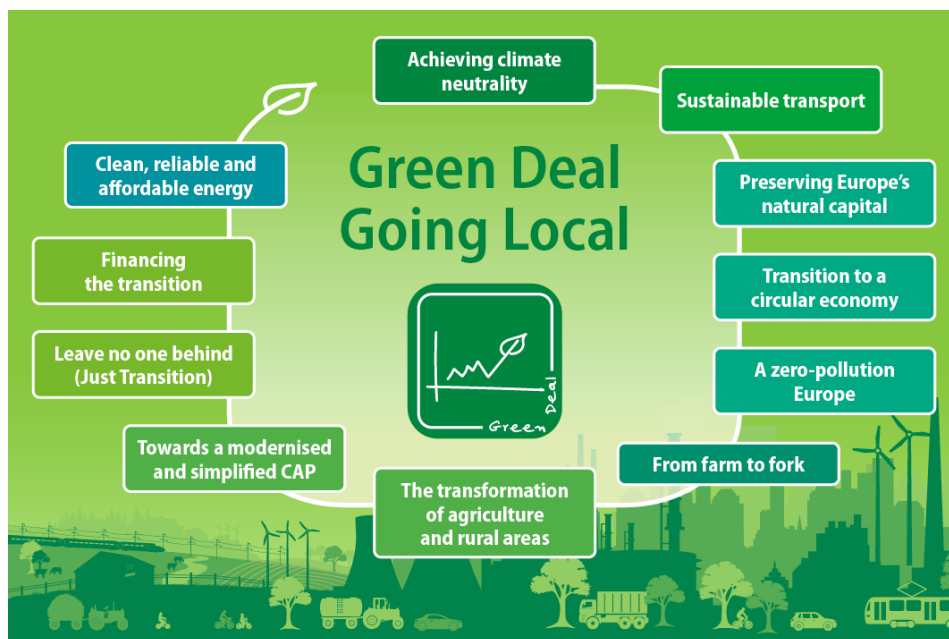 Achieving climate
neutrality
Sustainable transport
Clean, reliable and
affordable energy
Green Deal
Going Local
Preserving Europe's
natural capital
Financing
the transition
Transition to a
circular economy
Leave no one behind
(Just Transition)
A zero-pollution
Europe
Green Deal
Towards a modernised
and simplified CAP
From farm to fork
The transformation
of agriculture
and rural areas